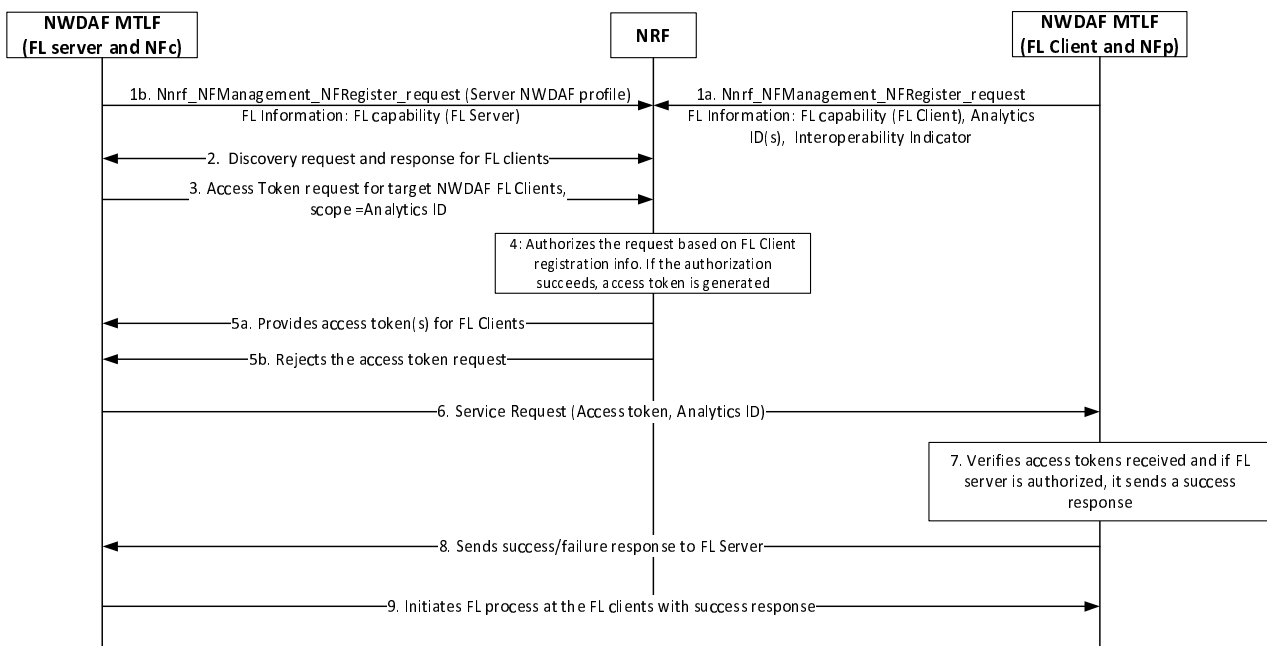 NWDAF MTLF
(FL server and NFc)
NRF
NWDAF MTLF
(FL Client and NFp)
1b. Nnrf_NFManagement_NFRegister_request (Server NWDAF profile)
FL Information: FL capability (FL Server)
1a. Nnrf_NFManagement_NFRegister_request
FL Information: FL capability (FL Client), Analytics
ID(s), Interoperability Indicator
2. Discovery request and response for FL clients
3. Access Token request for target NWDAF FL Clients,
scope =Analytics ID
4: Authorizes the request based on FL Client
registration info. If the authorization
succeeds, access token is generated
5a. Provides access token(s) for FL Clients
5b. Rejects the access token request
6. Service Request (Access token, Analytics ID)
7. Verifies access tokens received and if FL
server is authorized, it sends a success
response
8. Sends success/failure response to FL Server
9. Initiates FL process at the FL clients with success response